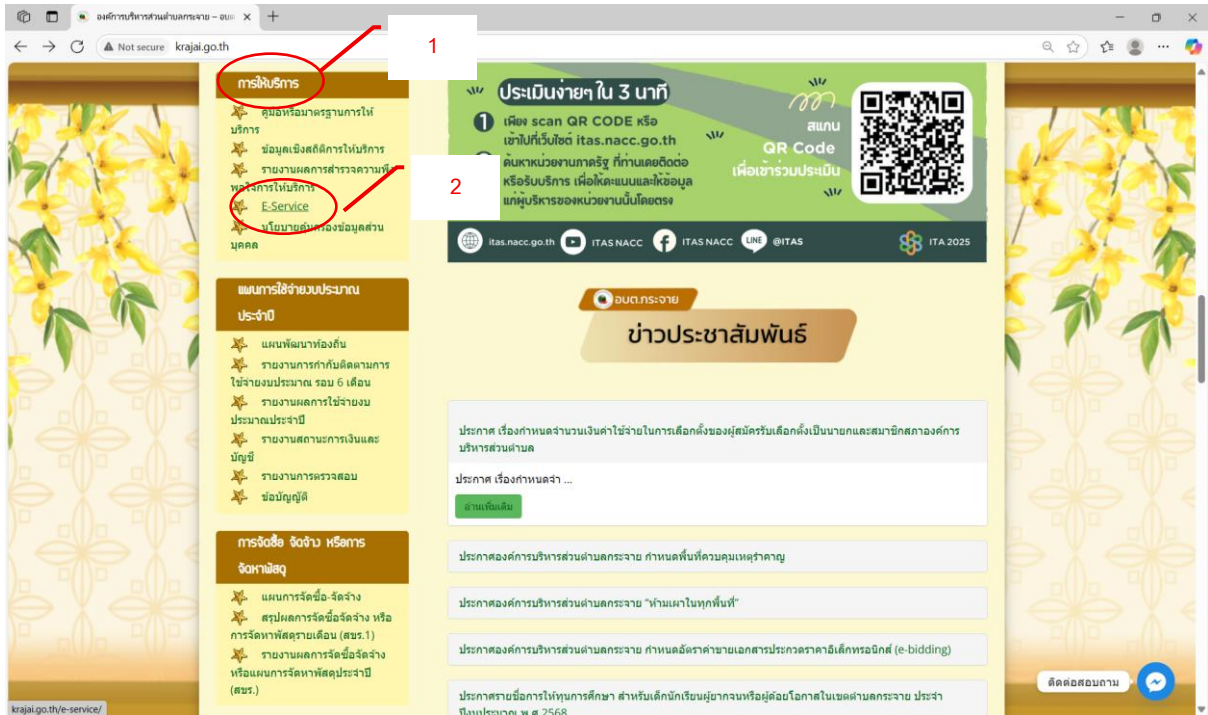 องค์การบริหารส่วนตำบลกระจาย – อบต
Not secure krajai.go.th
1
การให้บริการ
คู่มือหรือมาตรฐานการให้
บริการ
ข้อมูลเชิงสถิติการให้บริการ
รายงานผลการสำรวจความพึง
พอใจการให้บริการ
E-Service
2
นโยบายคุ้มครองข้อมูลส่วน
บุคคล
แผนการใช้จ่ายงบประมาณ
ประจำปี
แผนพัฒนาท้องถิ่น
รายงานการกำกับติดตามการ
ใช้จ่ายงบประมาณ รอบ 6 เดือน
รายงานผลการใช้จ่ายงบ
ประมาณประจำปี
รายงานสถานะการเงินและ
บัญชี
รายงานการตรวจสอบ
ข้อบัญญัติ
การจัดซื้อ จัดจ้าง หรือการ
จัดหาพัสดุ
แผนการจัดซื้อ-จัดจ้าง
สรุปผลการจัดซื้อจัดจ้าง หรือ
การจัดหาพัสดุรายเดือน (สขร.1)
รายงานผลการจัดซื้อจัดจ้าง
หรือแผนการจัดหาพัสดุประจำปี
(สขร.)
ประเมินง่ายๆ ใน 3 นาที
1 เพียง scan QR CODE หรือ
เข้าไปที่เว็บไซต์ itas.nacc.go.th
ค้นหาหน่วยงานภาครัฐ ที่ท่านเคยติดต่อ
หรือรับบริการ เพื่อให้คะแนนและให้ข้อมูล
แก่ผู้บริหารของหน่วยงานนั้นโดยตรง
มา
สแกน
QR Code
เพื่อเข้าร่วมประเมิน
itas.nacc.go.th ITAS NACC ITAS NACC LINE @ITAS ITA 2025
อบต.กระจาย
ข่าวประชาสัมพันธ์
ประกาศ เรื่องกำหนดจำนวนเงินค่าใช้จ่ายในการเลือกตั้งของผู้สมัครรับเลือกตั้งเป็นนายกและสมาชิกสภาองค์การ
บริหารส่วนตำบล
ประกาศ เรื่องกำหนดจำ ...
อ่านเพิ่มเติม
ประกาศองค์การบริหารส่วนตำบลกระจาย กำหนดพื้นที่ควบคุมเหตุรำคาญ
ประกาศองค์การบริหารส่วนตำบลกระจาย “ห้ามเผาในทุกพื้นที่”
ประกาศองค์การบริหารส่วนตำบลกระจาย กำหนดอัตราค่าขายเอกสารประกวดราคาอิเล็กทรอนิกส์ (e-bidding)
ประกาศรายชื่อการให้ทุนการศึกษา สำหรับเด็กนักเรียนผู้ยากจนหรือผู้ด้อยโอกาสในเขตตำบลกระจาย ประจำ
ปีงบประมาณ พ.ศ.2568
ติดต่อสอบถาม
krajai.go.th/e-service/